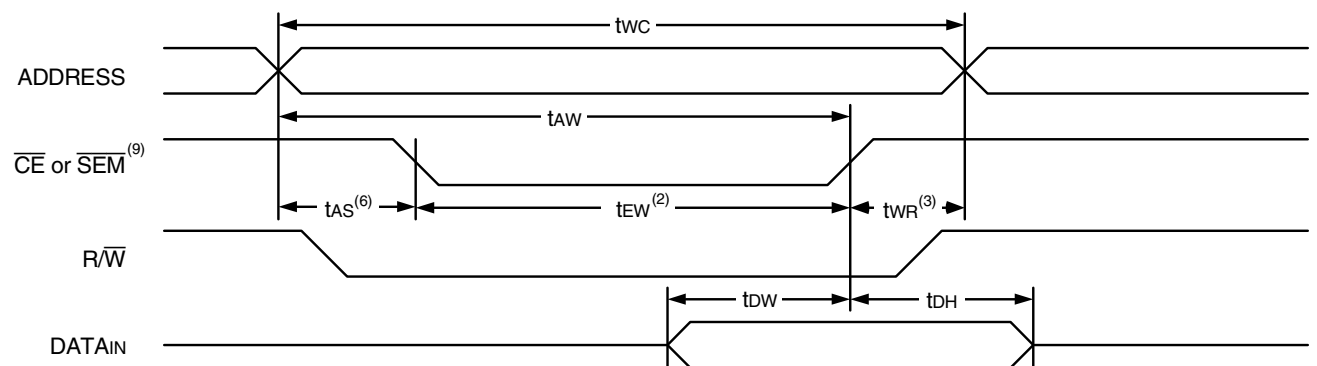 tWC
ADDRESS
tAW
CE or SEM(9)
tAS(6)
tEW(2)
tWR(3)
R/W
tDW
tDH
DATAIN